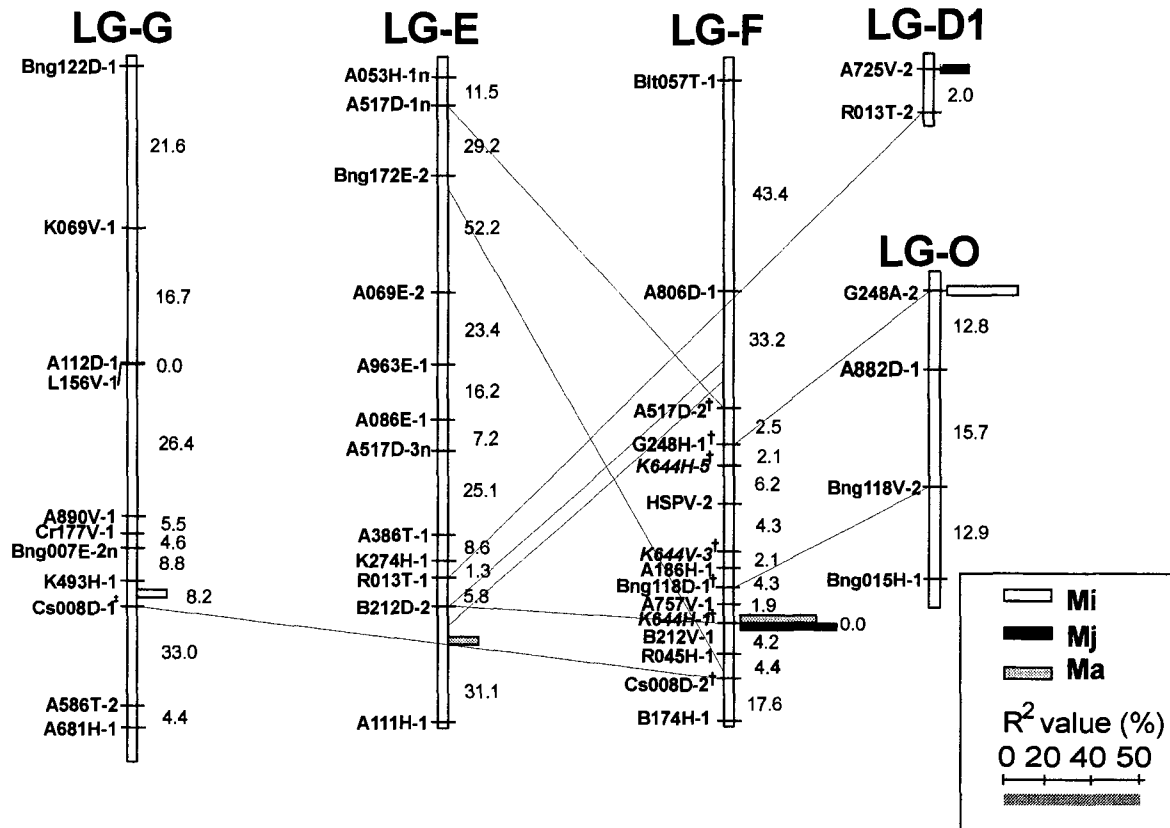 LG-G
Bng122D-1
21.6
K069V-1
16.7
A112D-1
0.0
L156V-1
26.4
A890V-1
5.5
Cr177V-1
4.6
Bng007E-2n
8.8
K493H-1
8.2
Cs008D-1†
33.0
A586T-2
4.4
A681H-1
LG-E
A053H-1n
11.5
A517D-1n
29.2
Bng172E-2
52.2
A069E-2
23.4
A963E-1
16.2
A086E-1
7.2
A517D-3n
25.1
A386T-1
8.6
K274H-1
1.3
R013T-1
5.8
B212D-2
31.1
A111H-1
LG-F
Blt057T-1
43.4
A806D-1
33.2
A517D-2†
2.5
G248H-1†
2.1
K644H-5†
6.2
HSPV-2
4.3
K644V-3†
2.1
A186H-1
4.3
Bng118D-1†
1.9
A757V-1
K644H-1†
0.0
B212V-1
4.2
R045H-1
4.4
Cs008D-2†
17.6
B174H-1
LG-D1
A725V-2
2.0
R013T-2
LG-O
G248A-2
12.8
A882D-1
15.7
Bng118V-2
12.9
Bng015H-1
Mi
Mj
Ma
R² value (%)
0 20 40 50